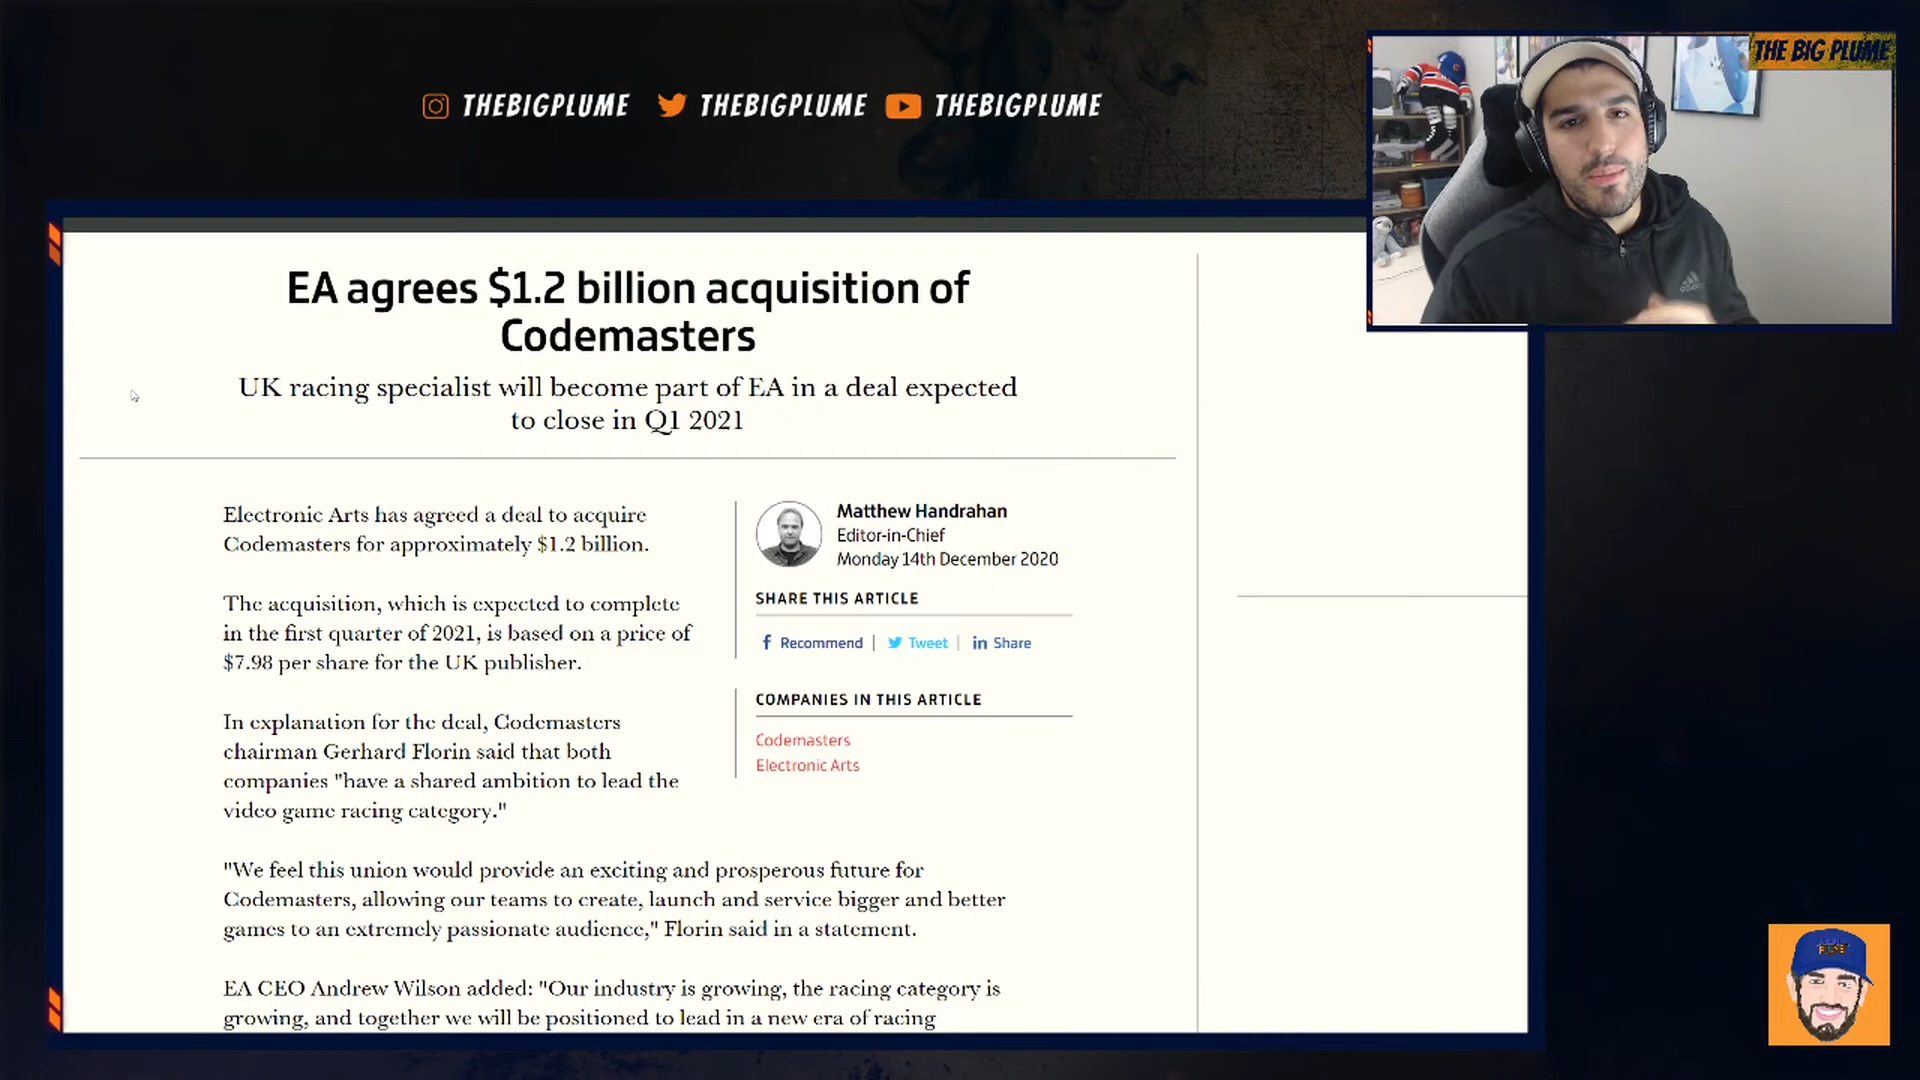 THEBIGPLUME THEBIGPLUME THEBIGPLUME
THE BIG PLUME
EA agrees $1.2 billion acquisition of
Codemasters
UK racing specialist will become part of EA in a deal expected
to close in Q1 2021
Electronic Arts has agreed a deal to acquire
Codemasters for approximately $1.2 billion.
The acquisition, which is expected to complete
in the first quarter of 2021, is based on a price of
$7.98 per share for the UK publisher.
In explanation for the deal, Codemasters
chairman Gerhard Florin said that both
companies "have a shared ambition to lead the
video game racing category."
Matthew Handrahan
Editor-in-Chief
Monday 14th December 2020
SHARE THIS ARTICLE
f Recommend | Tweet | in Share
COMPANIES IN THIS ARTICLE
Codemasters
Electronic Arts
"We feel this union would provide an exciting and prosperous future for
Codemasters, allowing our teams to create, launch and service bigger and better
games to an extremely passionate audience," Florin said in a statement.
EA CEO Andrew Wilson added: "Our industry is growing, the racing category is
growing, and together we will be positioned to lead in a new era of racing